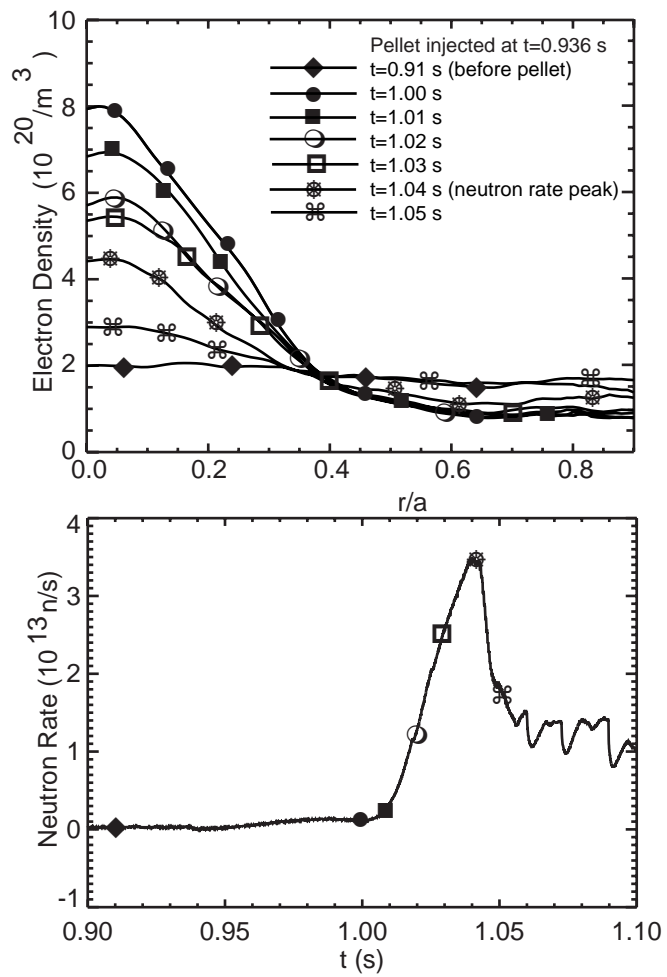 10
8
6
4
2
0
Electron Density (10 20/m 3)
Pellet injected at t=0.936 s
t=0.91 s (before pellet)
t=1.00 s
t=1.01 s
t=1.02 s
t=1.03 s
t=1.04 s (neutron rate peak)
t=1.05 s
0.0 0.2 0.4 0.6 0.8
r/a
4
3
2
1
0
-1
Neutron Rate (10 13 n/s)
0.90 0.95 1.00 1.05 1.10
t (s)